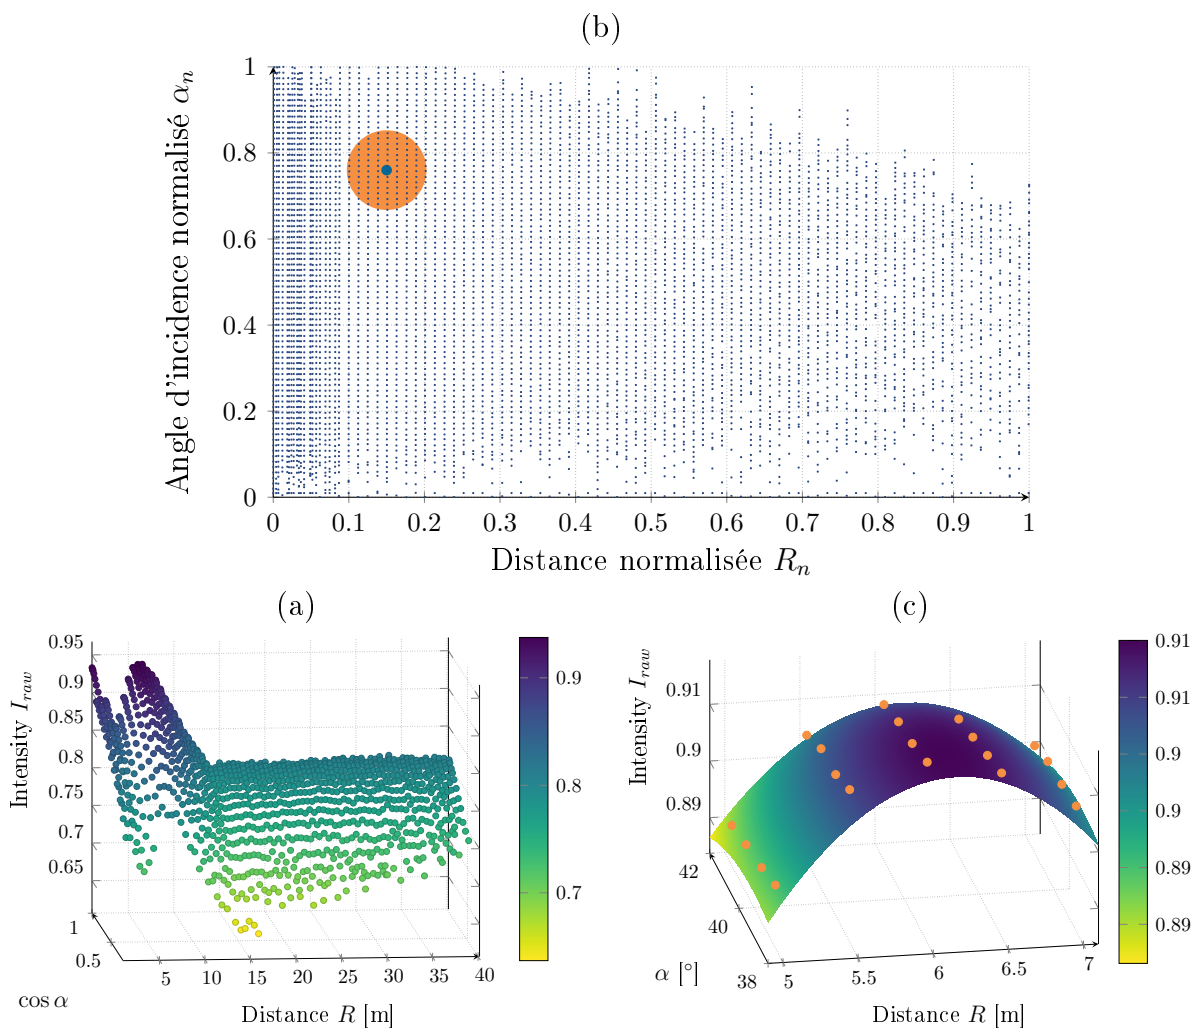 (b)
Angle d'incidence normalisé αn
1
0.8
0.6
0.4
0.2
0
0 0.1 0.2 0.3 0.4 0.5 0.6 0.7 0.8 0.9 1
Distance normalisée Rn
(a)
Intensity Iraw
0.95
0.9
0.85
0.8
0.75
0.7
0.65
1
0.5
cos α
5 10 15 20 25 30 35 40
Distance R [m]
0.9
0.8
0.7
(c)
Intensity Iraw
0.91
0.9
0.89
42
40
38
α [°]
5 5.5 6 6.5 7
Distance R [m]
0.91
0.91
0.9
0.9
0.89
0.89